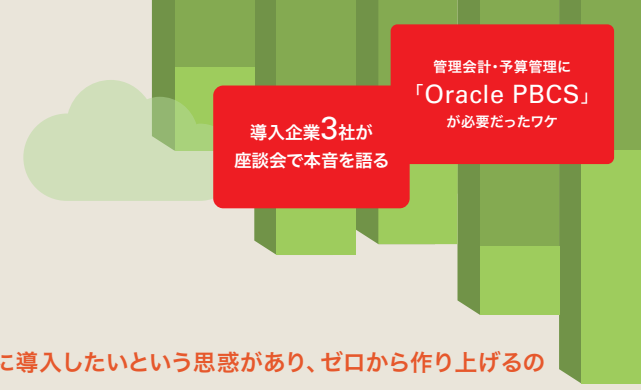 管理会計・予算管理に
「Oracle PBCS」
が必要だったワケ
導入企業3社が
座談会で本音を語る
に導入したいという思惑があり、ゼロから作り上げるの